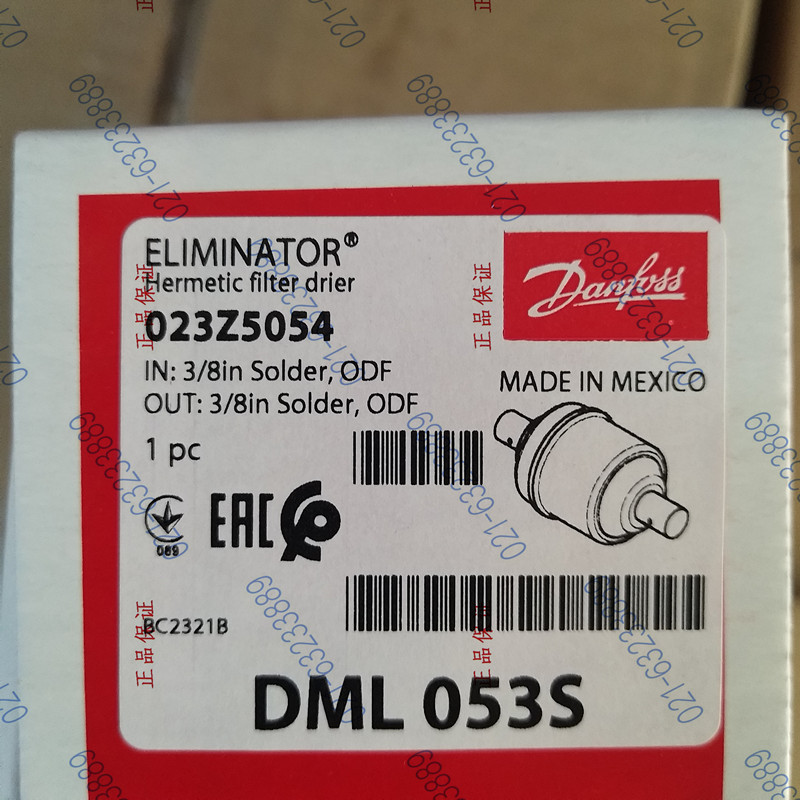 ELIMINATOR®
Hermetic filter drier
023Z5054
IN: 3/8in Solder, ODF
OUT: 3/8in Solder, ODF
1 pc
Danfoss
MADE IN MEXICO
089
EAC
BC2321B
DML 053S
021-63233889
正品保证